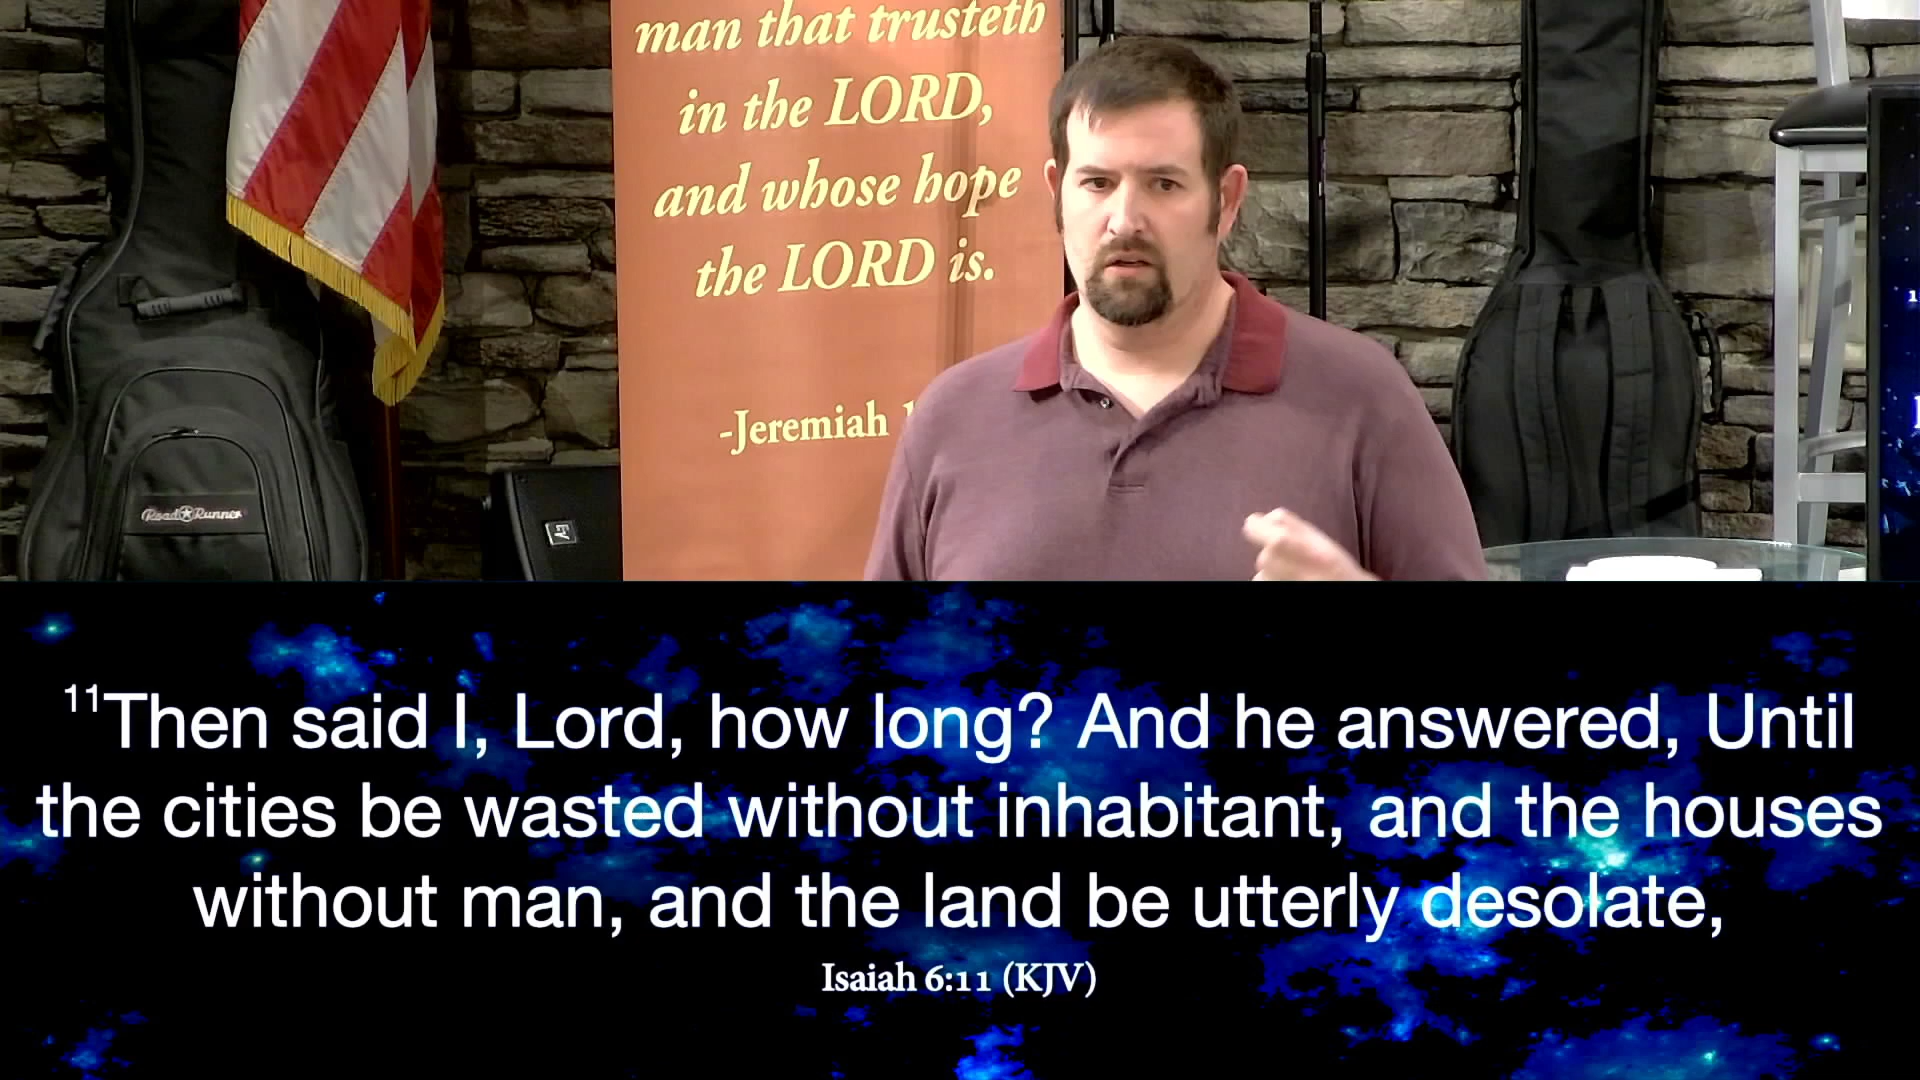 man that trusteth
in the LORD,
and whose hope
the LORD is.
-Jeremiah
Road Runner
EV
11Then said I, Lord, how long? And he answered, Until
the cities be wasted without inhabitant, and the houses
without man, and the land be utterly desolate,
Isaiah 6:11 (KJV)